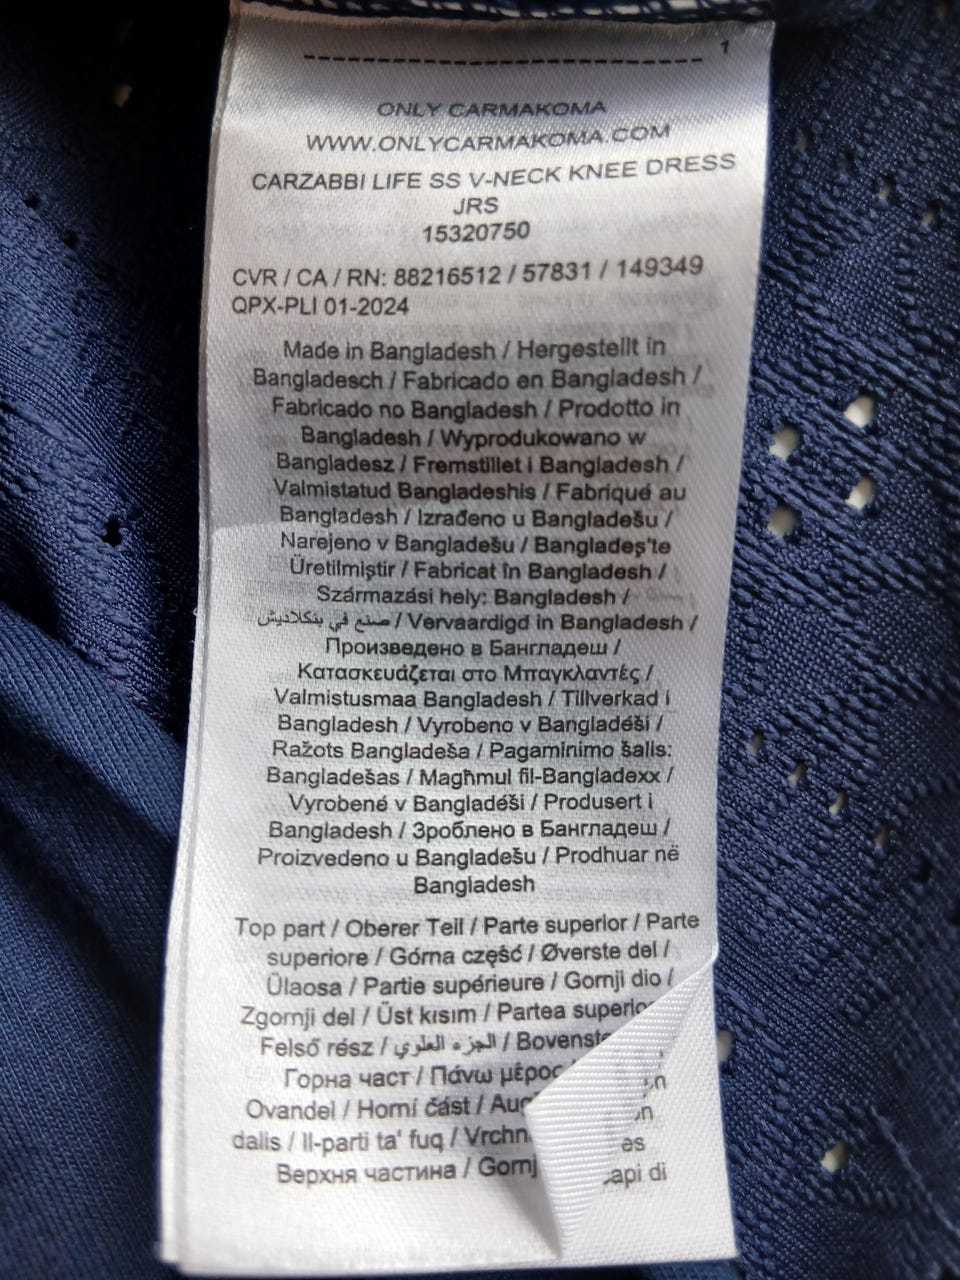 1
ONLY CARMAKOMA
WWW.ONLYCARMAKOMA.COM
CARZABBI LIFE SS V-NECK KNEE DRESS
JRS
15320750
CVR / CA / RN: 88216512 / 57831 / 149349
QPX-PLI 01-2024
Made in Bangladesh / Hergestellt in
Bangladesch / Fabricado en Bangladesh /
Fabricado no Bangladesh / Prodotto in
Bangladesh / Wyprodukowano w
Bangladesz / Fremstillet i Bangladesh /
Valmistatud Bangladeshis / Fabriqué au
Bangladesh / Izrađeno u Bangladešu /
Narejeno v Bangladešu / Bangladeş'te
Üretilmiştir / Fabricat în Bangladesh /
Származási hely: Bangladesh /
صنع في بنكلاديش / Vervaardigd in Bangladesh /
Произведено в Бангладеш /
Κατασκευάζεται στο Μπαγκλαντές /
Valmistusmaa Bangladesh / Tillverkad i
Bangladesh / Vyrobeno v Bangladéši /
Ražots Bangladeša / Pagaminimo šalis:
Bangladešas / Magħmul fil-Bangladexx /
Vyrobené v Bangladéši / Produsert i
Bangladesh / Зроблено в Бангладеш /
Proizvedeno u Bangladešu / Prodhuar në
Bangladesh
Top part / Oberer Teil / Parte superior / Parte
superiore / Górna część / Øverste del /
Ülaosa / Partie supérieure / Gornji dio /
Zgornji del / Üst kısım / Partea superio
Felső rész / الجزء العلوي / Bovenste
Горна част / Πάνω μέρος
Ovandel / Horní část / Aug
dalis / Il-parti ta' fuq / Vrchn es
Верхня частина / Gornj api di